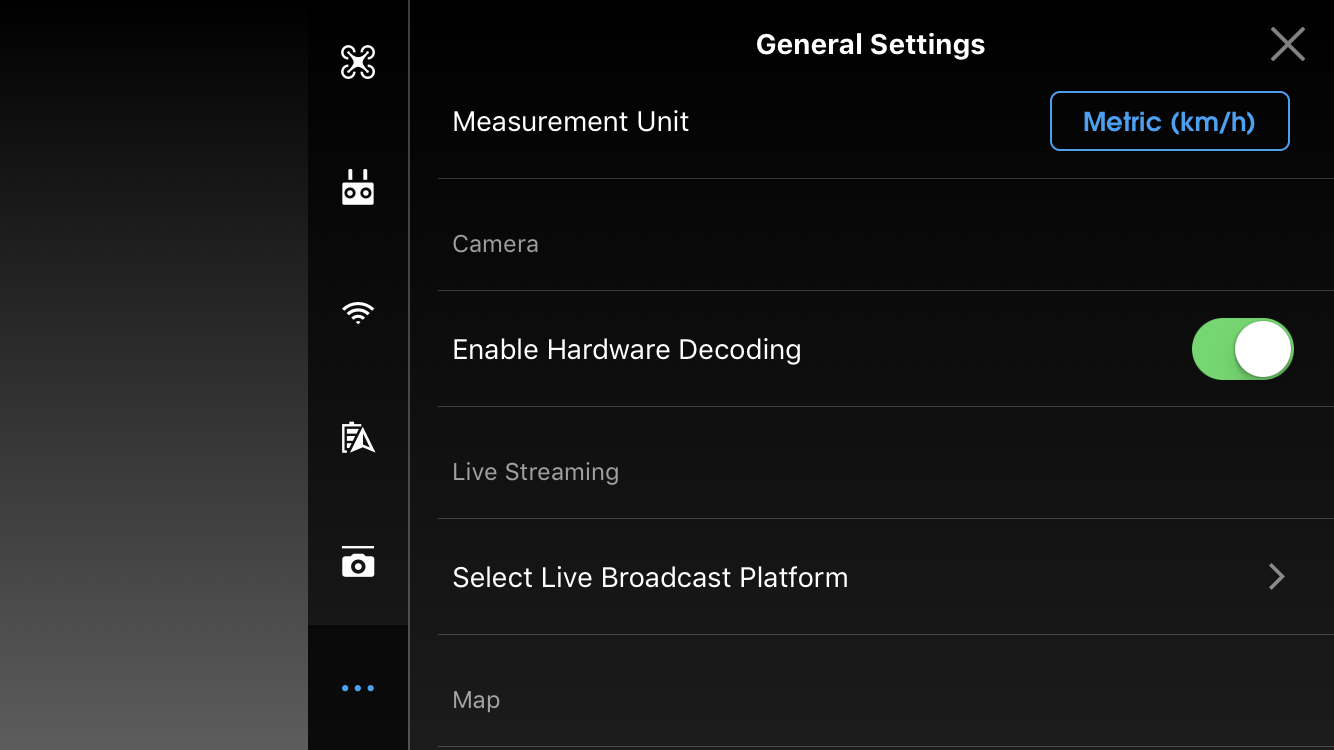 General Settings
Measurement Unit
Metric (km/h)
Camera
Enable Hardware Decoding
Live Streaming
Select Live Broadcast Platform
Map